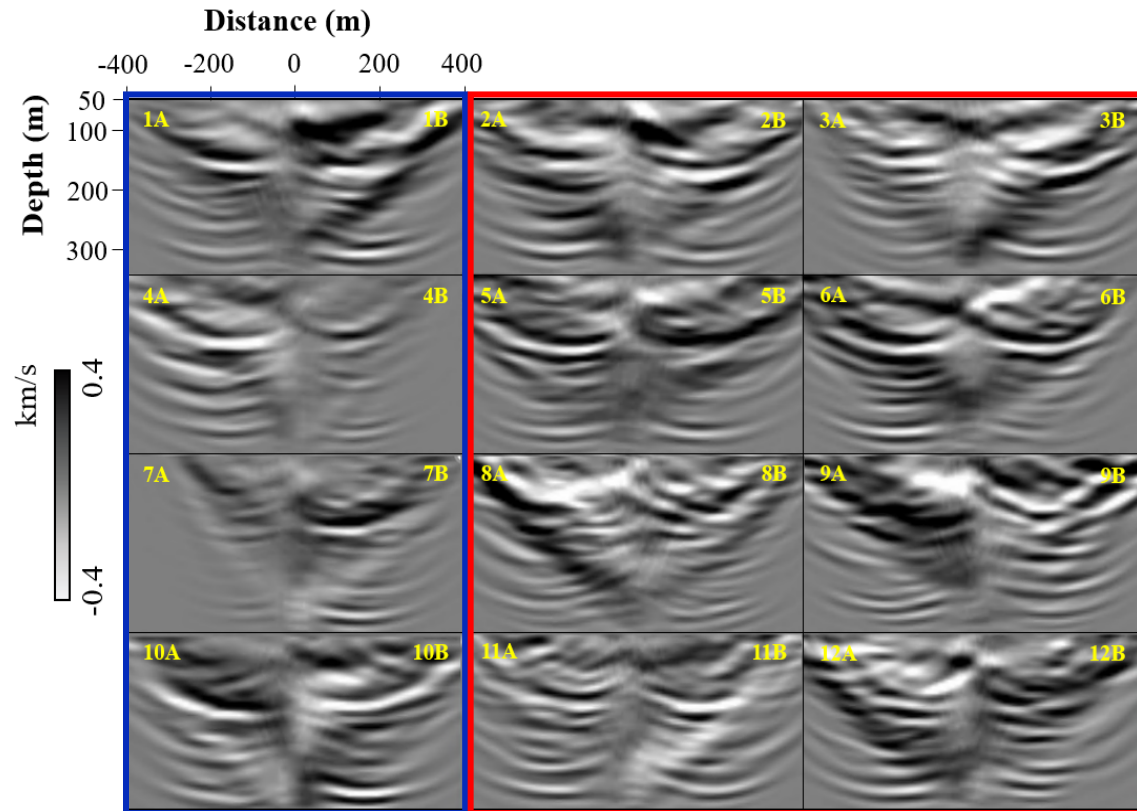 Distance (m)
-400 -200 0 200 400
Depth (m)
50
100
200
300
1A 1B 2A 2B 3A 3B
4A 4B 5A 5B 6A 6B
km/s
0.4
-0.4
7A 7B 8A 8B 9A 9B
10A 10B 11A 11B 12A 12B